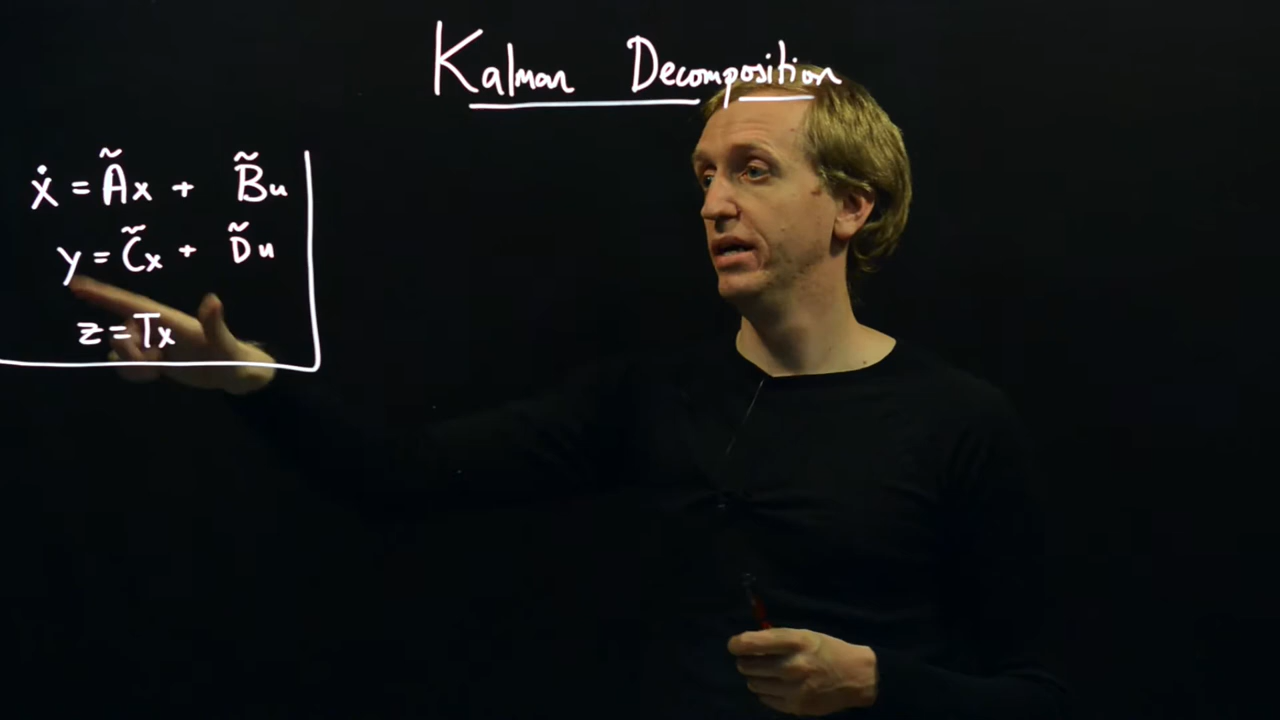 Kalman Decomposition
ẋ = Ãx + B̃u
y = C̃x + D̃u
z = Tx